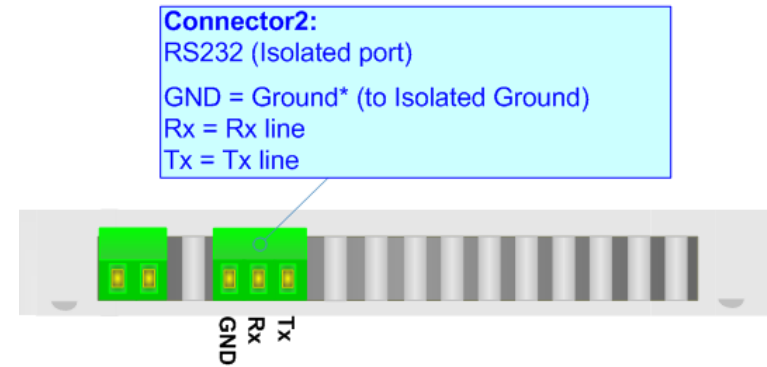 Connector2:
RS232 (Isolated port)
GND = Ground* (to Isolated Ground)
Rx = Rx line
Tx = Tx line
GND
Rx
Tx